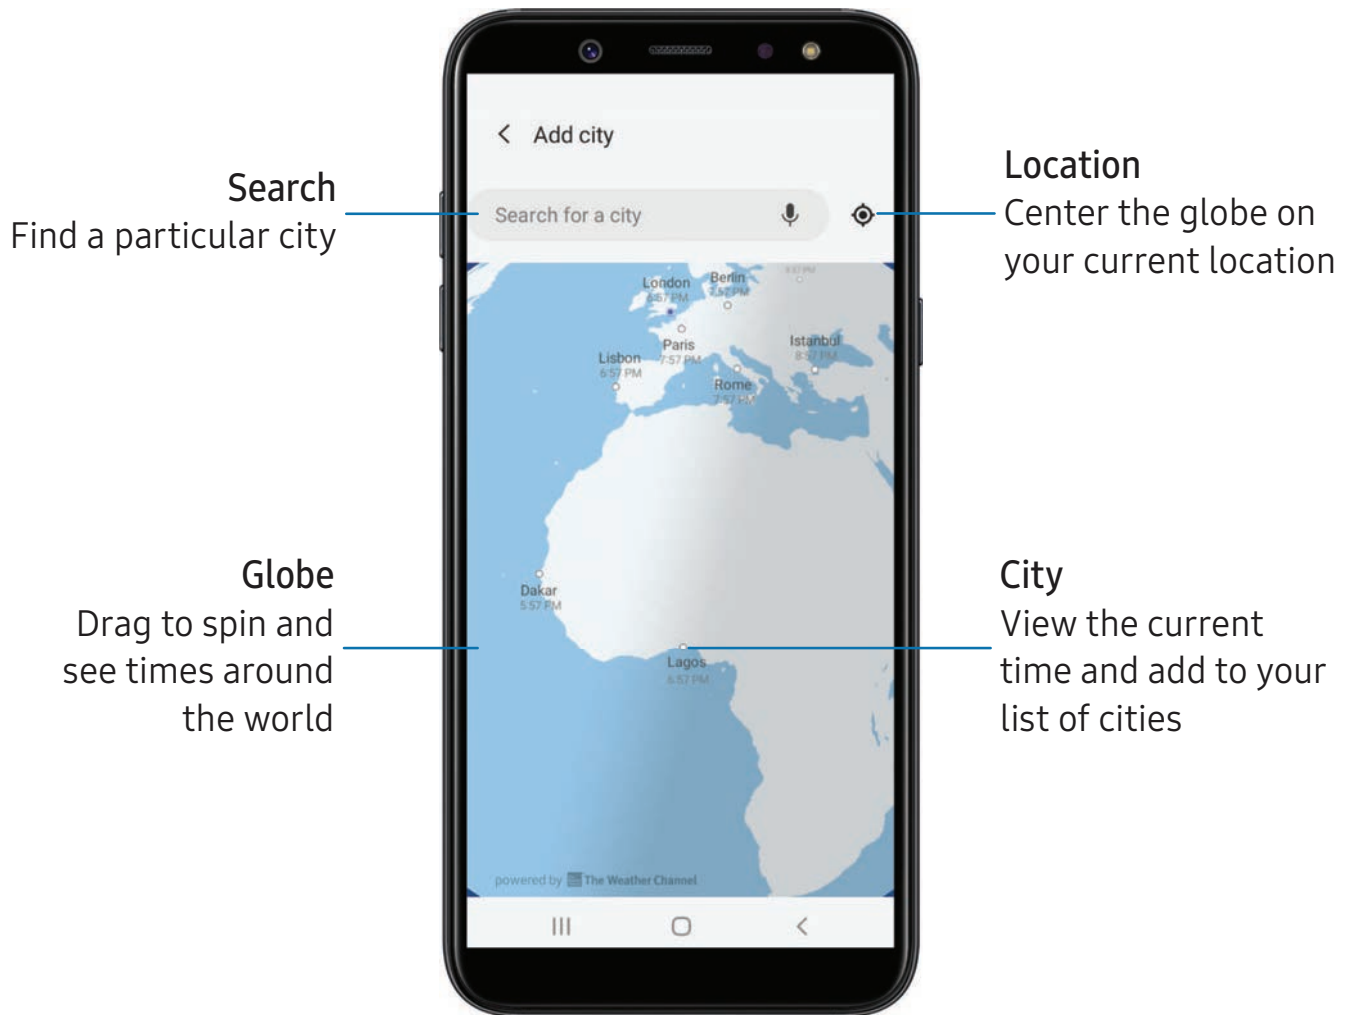 Add city
Search
Find a particular city
Search for a city
Location
Center the globe on
your current location
London
6:57 PM
Berlin
7:57 PM
Paris
7:57 PM
Istanbul
8:57 PM
Lisbon
6:57 PM
Rome
7:57 PM
Globe
Drag to spin and
see times around
the world
Dakar
5:57 PM
Lagos
6:57 PM
City
View the current
time and add to your
list of cities
powered by The Weather Channel